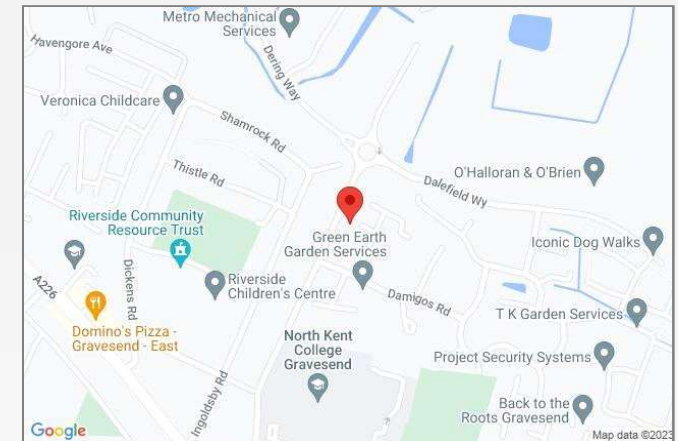 Metro Mechanical
Services
Havengore Ave
Dering Way
Veronica Childcare
Shamrock Rd
Thistle Rd
O'Halloran & O'Brien
Dalefield Wy
Riverside Community
Resource Trust
Green Earth
Garden Services
Iconic Dog Walks
A226
Dickens Rd
Riverside
Children's Centre
Damigos Rd
T K Garden Services
Domino's Pizza -
Gravesend - East
North Kent
College
Gravesend
Project Security Systems
Ingoldsby Rd
Back to the
Roots Gravesend
Google
Map data ©2023